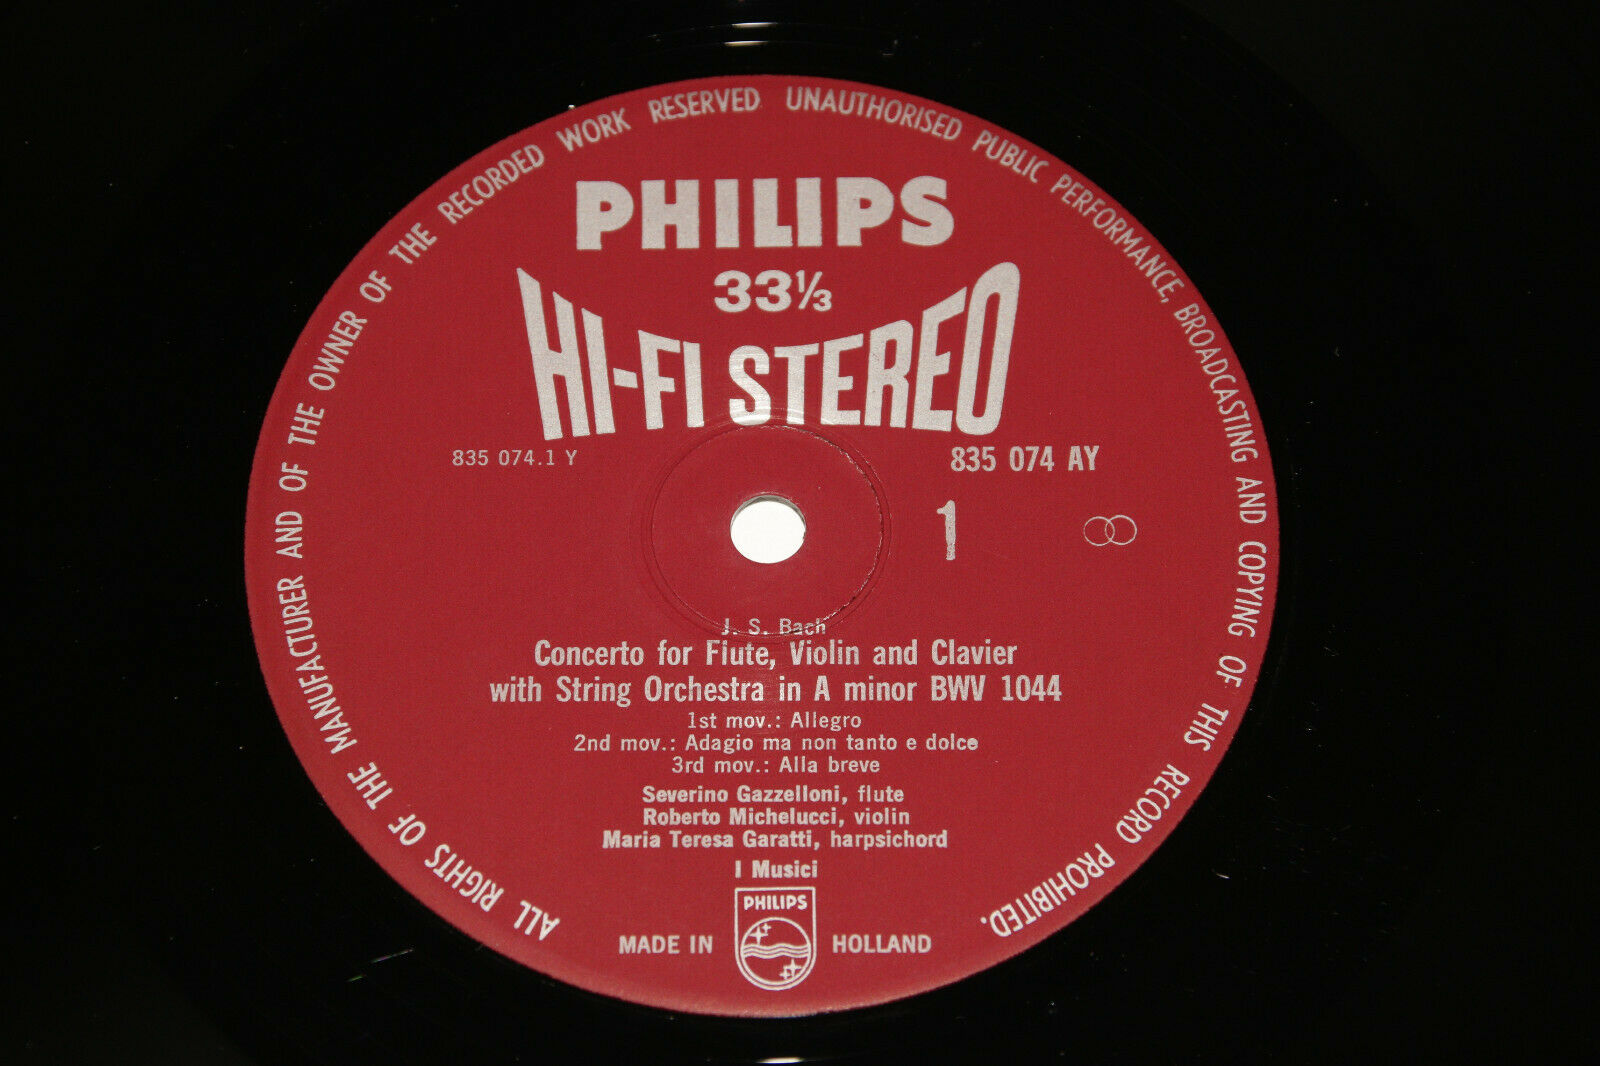 ALL RIGHTS OF THE MANUFACTURER AND OF THE OWNER OF THE RECORDED WORK RESERVED UNAUTHORISED PUBLIC PERFORMANCE, BROADCASTING AND COPYING OF THIS RECORD PROHIBITED.
PHILIPS
33⅓
HI-FI STEREO
835 074.1 Y 835 074 AY
1
J. S. Bach
Concerto for Flute, Violin and Clavier
with String Orchestra in A minor BWV 1044
1st mov.: Allegro
2nd mov.: Adagio ma non tanto e dolce
3rd mov.: Alla breve
Severino Gazzelloni, flute
Roberto Michelucci, violin
Maria Teresa Garatti, harpsichord
I Musici
PHILIPS
MADE IN HOLLAND